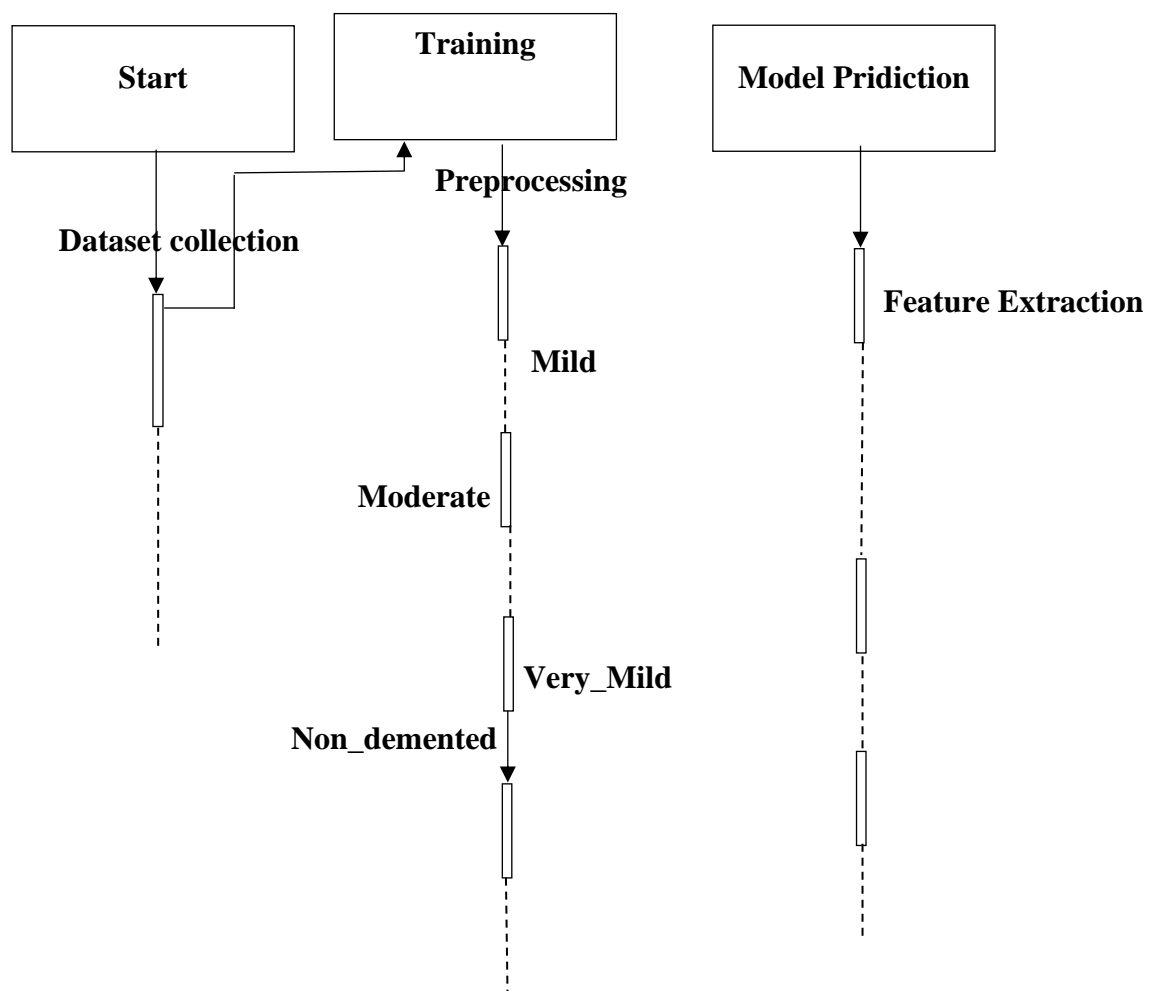 Start
Training
Model Pridiction
Preprocessing
Dataset collection
Feature Extraction
Mild
Moderate
Very_Mild
Non_demented